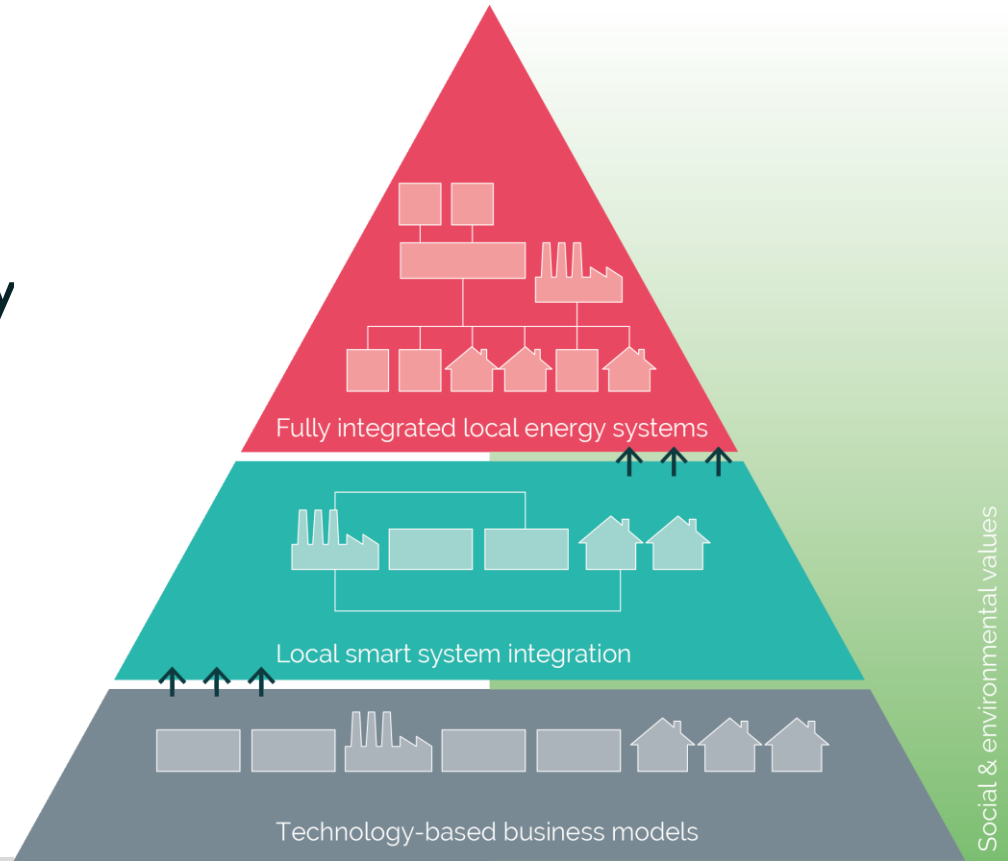 y
Fully integrated local energy systems
Local smart system integration
Technology-based business models
Social & environmental values